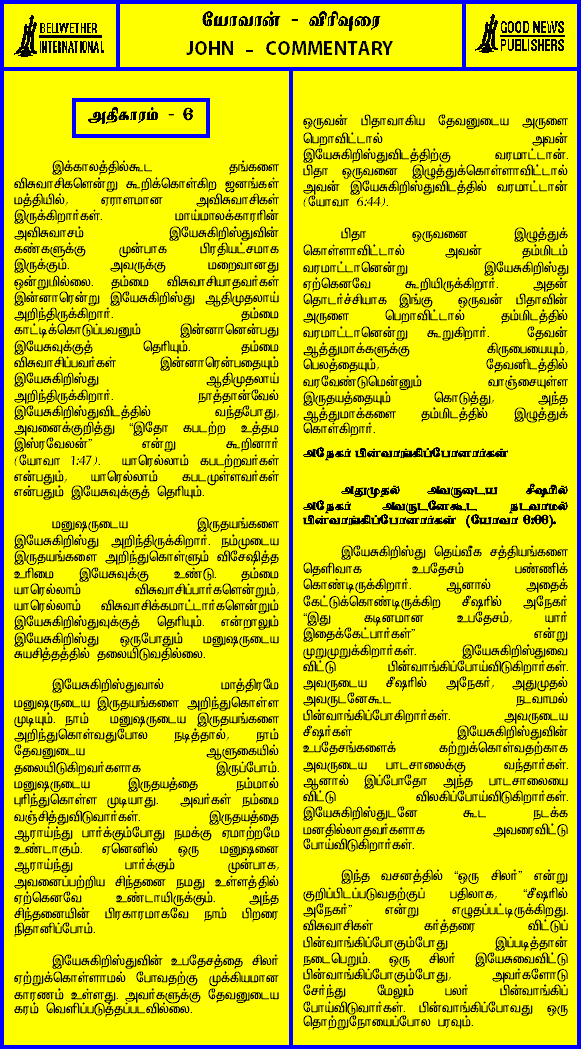 BELWETHER
INTERNATIONAL
யோவான் - விரிவுரை
JOHN - COMMENTARY
GOOD NEWS
PUBLISHERS
அதிகாரம் - 6
இக்காலத்தில்கூட தங்களை
விசுவாசிகளென்று கூறிக்கொள்கிற ஜனங்கள்
மத்தியில், ஏராளமான அவிசுவாசிகள்
இருக்கிறார்கள். மாய்மாலக்காரரின்
அவிசுவாசம் இயேசுகிறிஸ்துவின்
கண்களுக்கு முன்பாக பிரதியட்சமாக
இருக்கும். அவருக்கு மறைவானது
ஒன்றுமில்லை. தம்மை விசுவாசியாதவர்கள்
இன்னாரென்று இயேசுகிறிஸ்து ஆதிமுதலாய்
அறிந்திருக்கிறார். தம்மை
காட்டிக்கொடுப்பவனும் இன்னானென்பது
இயேசுவுக்குத் தெரியும். தம்மை
விசுவாசிப்பவர்கள் இன்னாரென்பதையும்
இயேசுகிறிஸ்து ஆதிமுதலாய்
அறிந்திருக்கிறார். நாத்தான்வேல்
இயேசுகிறிஸ்துவிடத்தில் வந்தபோது,
அவனைக்குறித்து "இதோ கபடற்ற உத்தம
இஸ்ரவேலன்" என்று கூறினார்
(யோவா 1:47). யாரெல்லாம் கபடற்றவர்கள்
என்பதும், யாரெல்லாம் கபடமுள்ளவர்கள்
என்பதும் இயேசுவுக்குத் தெரியும்.
மனுஷருடைய இருதயங்களை
இயேசுகிறிஸ்து அறிந்திருக்கிறார். நம்முடைய
இருதயங்களை அறிந்துகொள்ளும் விசேஷித்த
உரிமை இயேசுவுக்கு உண்டு. தம்மை
யாரெல்லாம் விசுவாசிப்பார்களென்றும்,
யாரெல்லாம் விசுவாசிக்கமாட்டார்களென்றும்
இயேசுகிறிஸ்துவுக்குத் தெரியும். என்றாலும்
இயேசுகிறிஸ்து ஒருபோதும் மனுஷருடைய
சுயசித்தத்தில் தலையிடுவதில்லை.
இயேசுகிறிஸ்துவால் மாத்திரமே
மனுஷருடைய இருதயங்களை அறிந்துகொள்ள
முடியும். நாம் மனுஷருடைய இருதயங்களை
அறிந்துகொள்வதுபோல நடித்தால், நாம்
தேவனுடைய ஆளுகையில்
தலையிடுகிறவர்களாக இருப்போம்.
மனுஷருடைய இருதயத்தை நம்மால்
புரிந்துகொள்ள முடியாது. அவர்கள் நம்மை
வஞ்சித்துவிடுவார்கள். இருதயத்தை
ஆராய்ந்து பார்க்கும்போது நமக்கு ஏமாற்றமே
உண்டாகும். ஏனெனில் ஒரு மனுஷனை
ஆராய்ந்து பார்க்கும் முன்பாக,
அவனைப்பற்றிய சிந்தனை நமது உள்ளத்தில்
ஏற்கெனவே உண்டாயிருக்கும். அந்த
சிந்தனையின் பிரகாரமாகவே நாம் பிறரை
நிதானிப்போம்.
இயேசுகிறிஸ்துவின் உபதேசத்தை சிலர்
ஏற்றுக்கொள்ளாமல் போவதற்கு முக்கியமான
காரணம் உள்ளது. அவர்களுக்கு தேவனுடைய
கரம் வெளிப்படுத்தப்படவில்லை.
ஒருவன் பிதாவாகிய தேவனுடைய அருளை
பெறாவிட்டால் அவன்
இயேசுகிறிஸ்துவிடத்திற்கு வரமாட்டான்.
பிதா ஒருவனை இழுத்துக்கொள்ளாவிட்டால்
அவன் இயேசுகிறிஸ்துவிடத்தில் வரமாட்டான்
(யோவா 6:44).
பிதா ஒருவனை இழுத்துக்
கொள்ளாவிட்டால் அவன் தம்மிடம்
வரமாட்டானென்று இயேசுகிறிஸ்து
ஏற்கெனவே கூறியிருக்கிறார். அதன்
தொடர்ச்சியாக இங்கு ஒருவன் பிதாவின்
அருளை பெறாவிட்டால் தம்மிடத்தில்
வரமாட்டானென்று கூறுகிறார். தேவன்
ஆத்துமாக்களுக்கு கிருபையையும்,
பெலத்தையும், தேவனிடத்தில்
வரவேண்டுமென்னும் வாஞ்சையுள்ள
இருதயத்தையும் கொடுத்து, அந்த
ஆத்துமாக்களை தம்மிடத்தில் இழுத்துக்
கொள்கிறார்.
அநேகர் பின்வாங்கிப்போனார்கள்
அதுமுதல் அவருடைய சீஷரில்
அநேகர் அவருடனேகூட நடவாமல்
பின்வாங்கிப்போனார்கள் (யோவா 6:66).
இயேசுகிறிஸ்து தெய்வீக சத்தியங்களை
தெளிவாக உபதேசம் பண்ணிக்
கொண்டிருக்கிறார். ஆனால் அதைக்
கேட்டுக்கொண்டிருக்கிற சீஷரில் அநேகர்
"இது கடினமான உபதேசம், யார்
இதைக்கேட்பார்கள்" என்று
முறுமுறுக்கிறார்கள். இயேசுகிறிஸ்துவை
விட்டு பின்வாங்கிப்போய்விடுகிறார்கள்.
அவருடைய சீஷரில் அநேகர், அதுமுதல்
அவருடனேகூட நடவாமல்
பின்வாங்கிப்போகிறார்கள். அவருடைய
சீஷர்கள் இயேசுகிறிஸ்துவின்
உபதேசங்களைக் கற்றுக்கொள்வதற்காக
அவருடைய பாடசாலைக்கு வந்தார்கள்.
ஆனால் இப்போதோ அந்த பாடசாலையை
விட்டு விலகிப்போய்விடுகிறார்கள்.
இயேசுகிறிஸ்துடனே கூட நடக்க
மனதில்லாதவர்களாக அவரைவிட்டு
போய்விடுகிறார்கள்.
இந்த வசனத்தில் "ஒரு சிலர்" என்று
குறிப்பிடப்படுவதற்குப் பதிலாக, "சீஷரில்
அநேகர்" என்று எழுதப்பட்டிருக்கிறது.
விசுவாசிகள் கர்த்தரை விட்டுப்
பின்வாங்கிப்போகும்போது இப்படித்தான்
நடைபெறும். ஒரு சிலர் இயேசுவைவிட்டு
பின்வாங்கிப்போகும்போது, அவர்களோடு
சேர்ந்து மேலும் பலர் பின்வாங்கிப்
போய்விடுவார்கள். பின்வாங்கிப்போவது ஒரு
தொற்றுநோயைப்போல பரவும்.